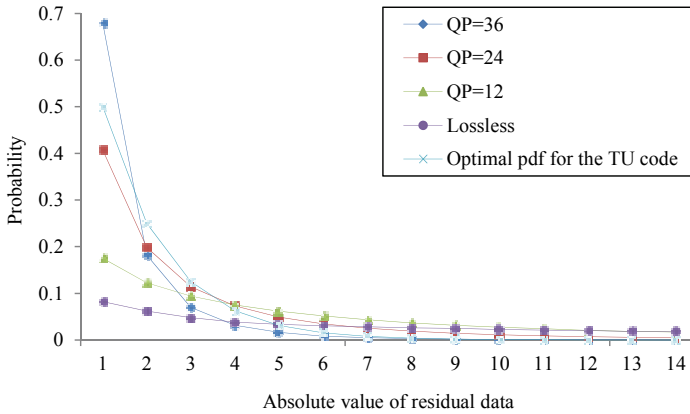 0.7
0.6
0.5
0.4
0.3
0.2
0.1
0
Probability
QP=36
QP=24
QP=12
Lossless
Optimal pdf for the TU code
1 2 3 4 5 6 7 8 9 10 11 12 13 14
Absolute value of residual data